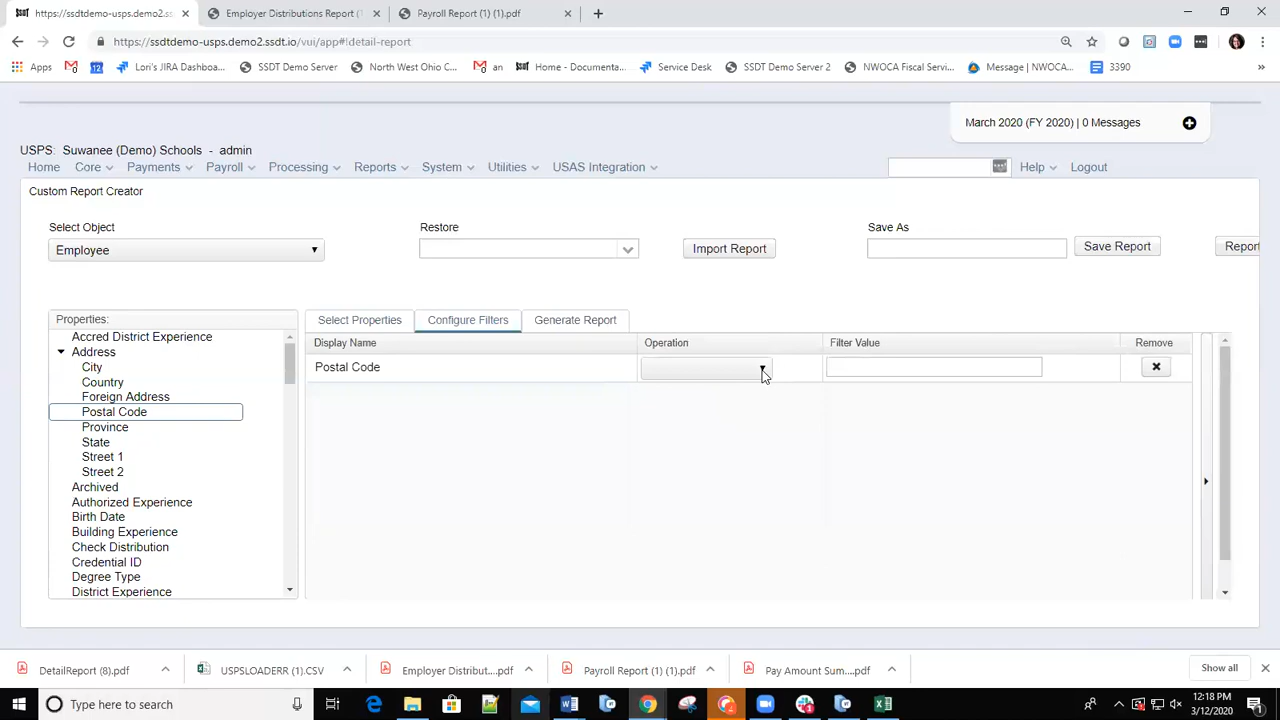 https://ssdtdemo-usps.demo2.ss
Employer Distributions Report (
Payroll Report (1) (1).pdf
https://ssdtdemo-usps.demo2.ssdt.io/vui/app#!detail-report
Apps
12
Lori's JIRA Dashboa...
SSDT Demo Server
North West Ohio C...
an
SSDT
Home - Documenta...
Service Desk
SSDT Demo Server 2
NWOCA Fiscal Servi...
Message | NWOCA...
3390
March 2020 (FY 2020) | 0 Messages
USPS: Suwanee (Demo) Schools - admin
Home
Core
Payments
Payroll
Processing
Reports
System
Utilities
USAS Integration
Help
Logout
Custom Report Creator
Select Object
Restore
Save As
Employee
Import Report
Save Report
Report
Properties:
Select Properties
Configure Filters
Generate Report
Accred District Experience
Address
City
Country
Foreign Address
Postal Code
Province
State
Street 1
Street 2
Archived
Authorized Experience
Birth Date
Building Experience
Check Distribution
Credential ID
Degree Type
District Experience
Display Name
Operation
Filter Value
Remove
Postal Code
DetailReport (8).pdf
USPSLOADERR (1).CSV
Employer Distribut....pdf
Payroll Report (1) (1).pdf
Pay Amount Sum....pdf
Show all
Type here to search
12:18 PM
3/12/2020